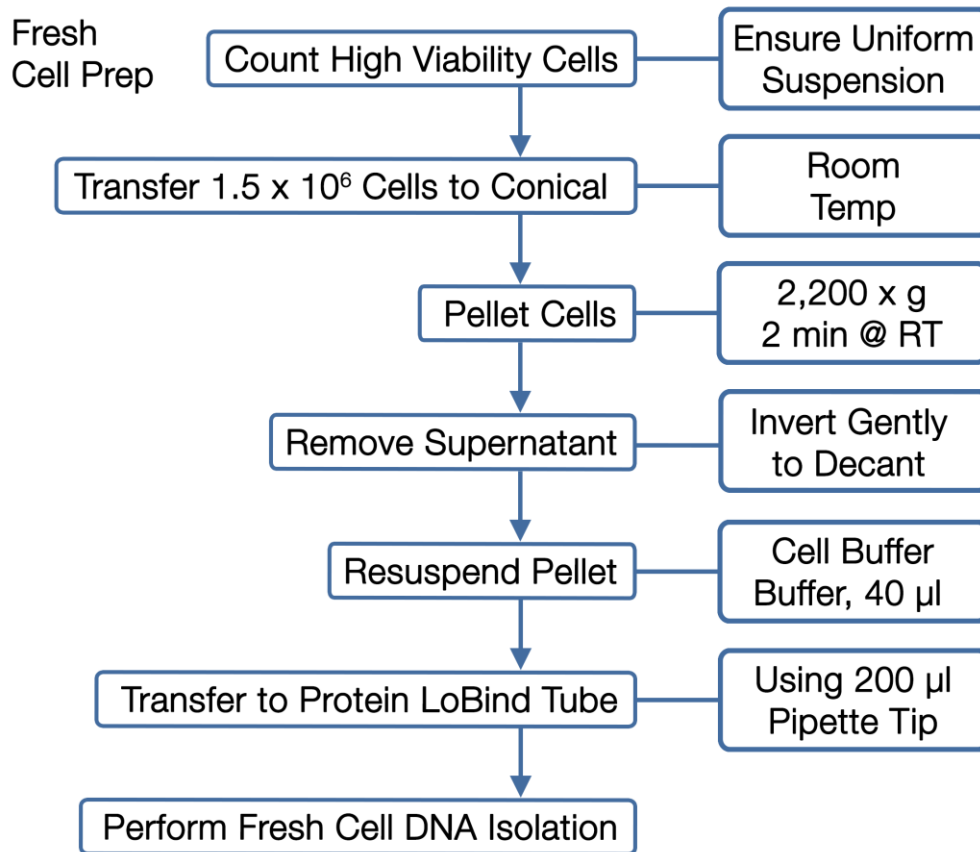 Fresh
Cell Prep
Count High Viability Cells
Ensure Uniform
Suspension
Transfer 1.5 x 10⁶ Cells to Conical
Room
Temp
Pellet Cells
2,200 x g
2 min @ RT
Remove Supernatant
Invert Gently
to Decant
Resuspend Pellet
Cell Buffer
Buffer, 40 µl
Transfer to Protein LoBind Tube
Using 200 µl
Pipette Tip
Perform Fresh Cell DNA Isolation